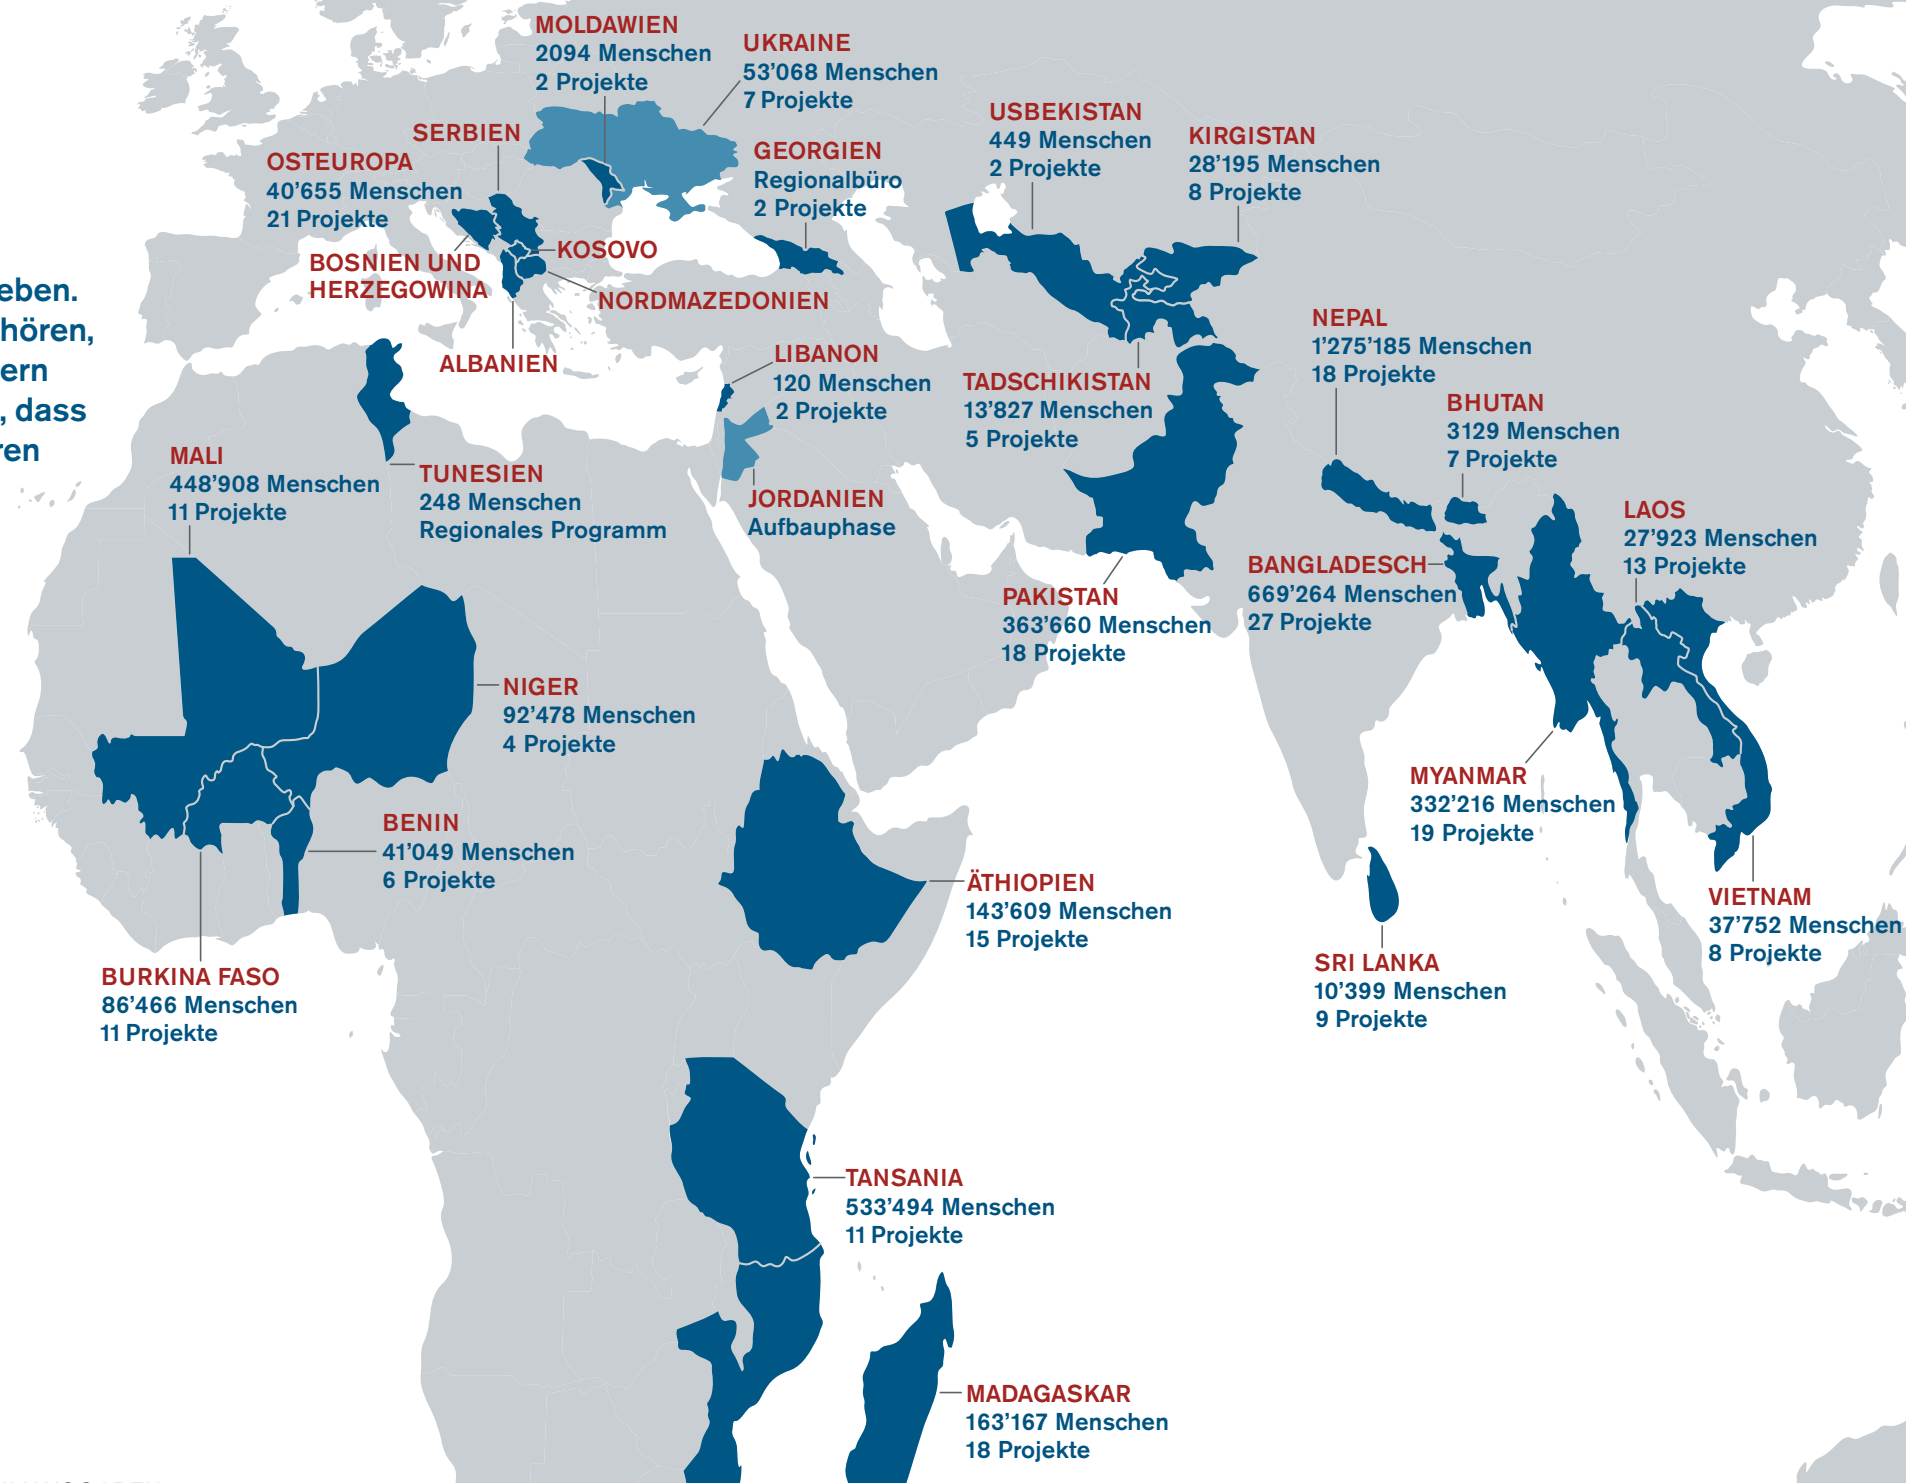 eben.
hören,
ern
, dass
ren
MOLDAWIEN
2094 Menschen
2 Projekte
UKRAINE
53’068 Menschen
7 Projekte
SERBIEN
OSTEUROPA
40’655 Menschen
21 Projekte
BOSNIEN UND
HERZEGOWINA
KOSOVO
NORDMAZEDONIEN
ALBANIEN
GEORGIEN
Regionalbüro
2 Projekte
USBEKISTAN
449 Menschen
2 Projekte
KIRGISTAN
28’195 Menschen
8 Projekte
LIBANON
120 Menschen
2 Projekte
TADSCHIKISTAN
13’827 Menschen
5 Projekte
NEPAL
1’275’185 Menschen
18 Projekte
BHUTAN
3129 Menschen
7 Projekte
MALI
448’908 Menschen
11 Projekte
TUNESIEN
248 Menschen
Regionales Programm
JORDANIEN
Aufbauphase
LAOS
27’923 Menschen
13 Projekte
PAKISTAN
363’660 Menschen
18 Projekte
BANGLADESCH
669’264 Menschen
27 Projekte
NIGER
92’478 Menschen
4 Projekte
MYANMAR
332’216 Menschen
19 Projekte
BENIN
41’049 Menschen
6 Projekte
ÄTHIOPIEN
143’609 Menschen
15 Projekte
VIETNAM
37’752 Menschen
8 Projekte
BURKINA FASO
86’466 Menschen
11 Projekte
SRI LANKA
10’399 Menschen
9 Projekte
TANSANIA
533’494 Menschen
11 Projekte
MADAGASKAR
163’167 Menschen
18 Projekte